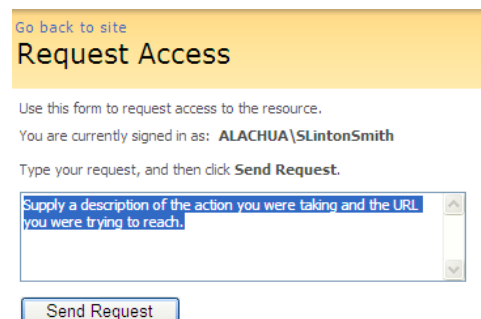 Go back to site
Request Access
Use this form to request access to the resource.
You are currently signed in as: ALACHUA\SLintonSmith
Type your request, and then click Send Request.
Supply a description of the action you were taking and the URL
you were trying to reach.
Send Request